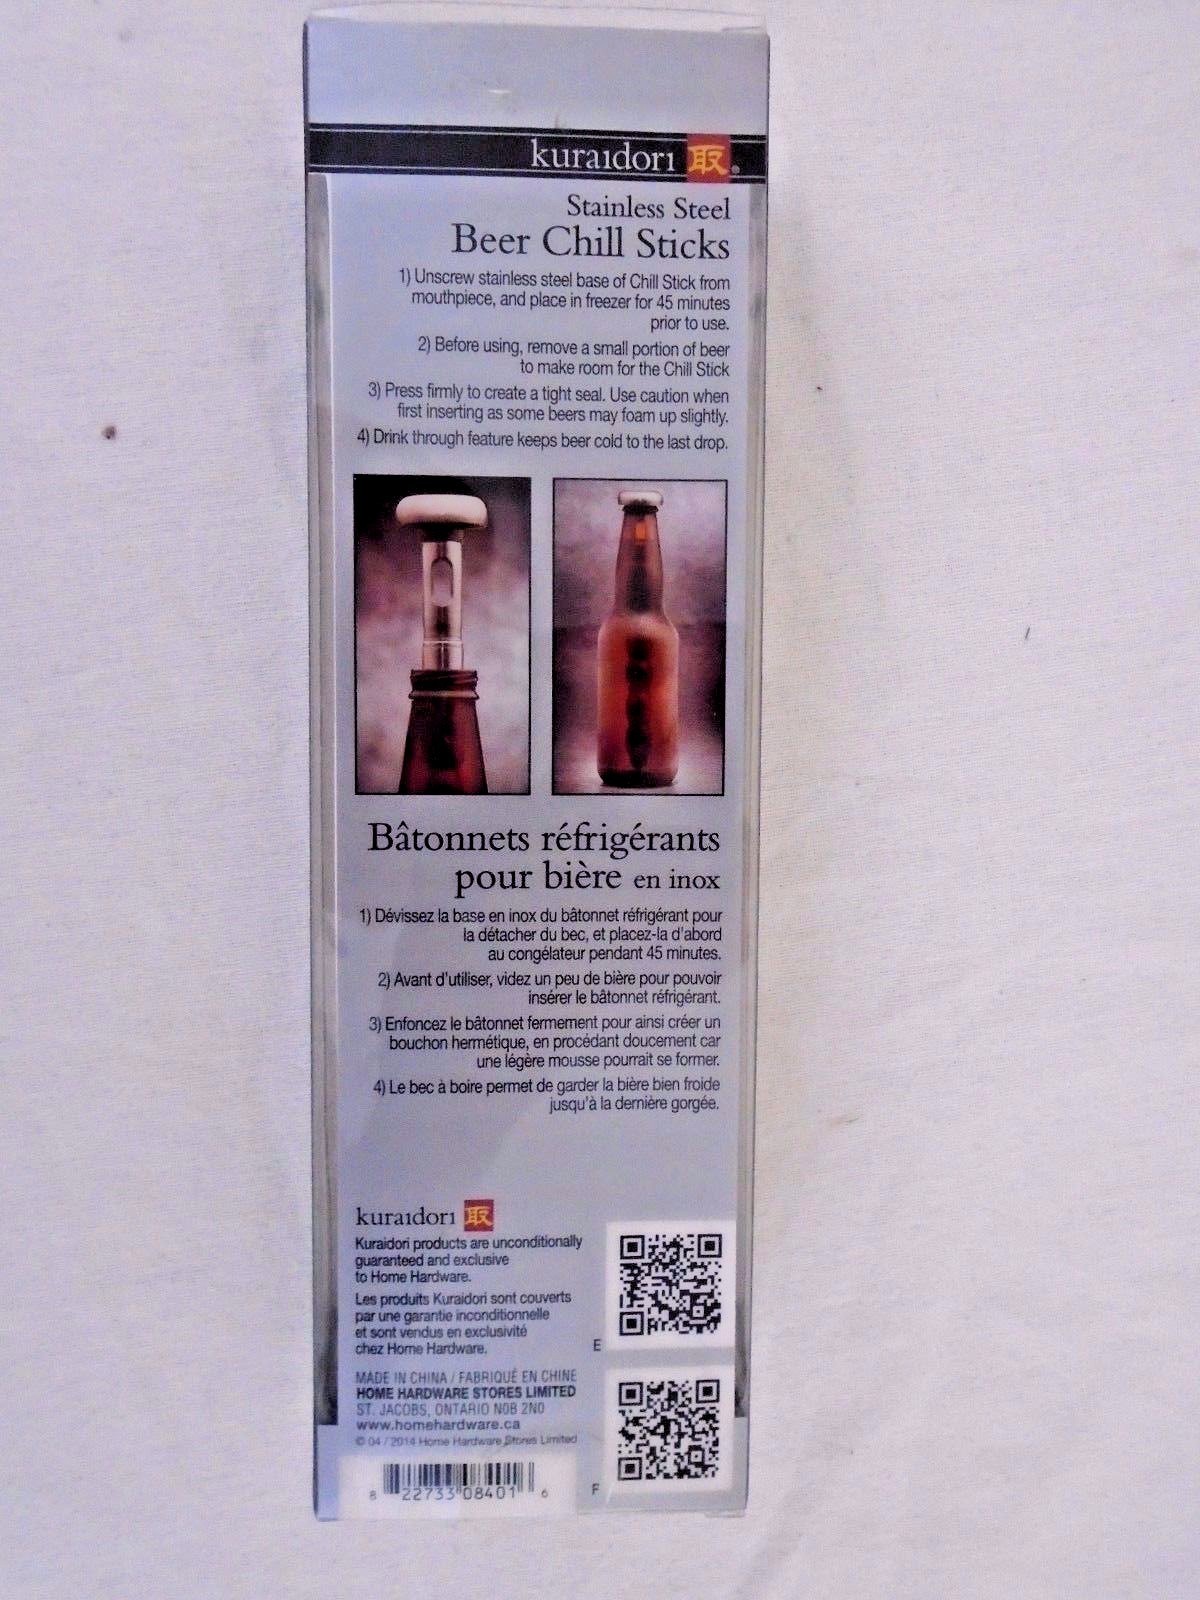 kuraıdorı 取®
Stainless Steel
Beer Chill Sticks
1) Unscrew stainless steel base of Chill Stick from
mouthpiece, and place in freezer for 45 minutes
prior to use.
2) Before using, remove a small portion of beer
to make room for the Chill Stick
3) Press firmly to create a tight seal. Use caution when
first inserting as some beers may foam up slightly.
4) Drink through feature keeps beer cold to the last drop.
Bâtonnets réfrigérants
pour bière en inox
1) Dévissez la base en inox du bâtonnet réfrigérant pour
la détacher du bec, et placez-la d'abord
au congélateur pendant 45 minutes.
2) Avant d'utiliser, videz un peu de bière pour pouvoir
insérer le bâtonnet réfrigérant.
3) Enfoncez le bâtonnet fermement pour ainsi créer un
bouchon hermétique, en procédant doucement car
une légère mousse pourrait se former.
4) Le bec à boire permet de garder la bière bien froide
jusqu'à la dernière gorgée.
kuraıdorı 取
Kuraidori products are unconditionally
guaranteed and exclusive
to Home Hardware.
Les produits Kuraidori sont couverts
par une garantie inconditionnelle
et sont vendus en exclusivité
chez Home Hardware.
MADE IN CHINA / FABRIQUÉ EN CHINE
HOME HARDWARE STORES LIMITED
ST. JACOBS, ONTARIO N0B 2N0
www.homehardware.ca
© 04 / 2014 Home Hardware Stores Limited
8 22733 08401 6
E
F